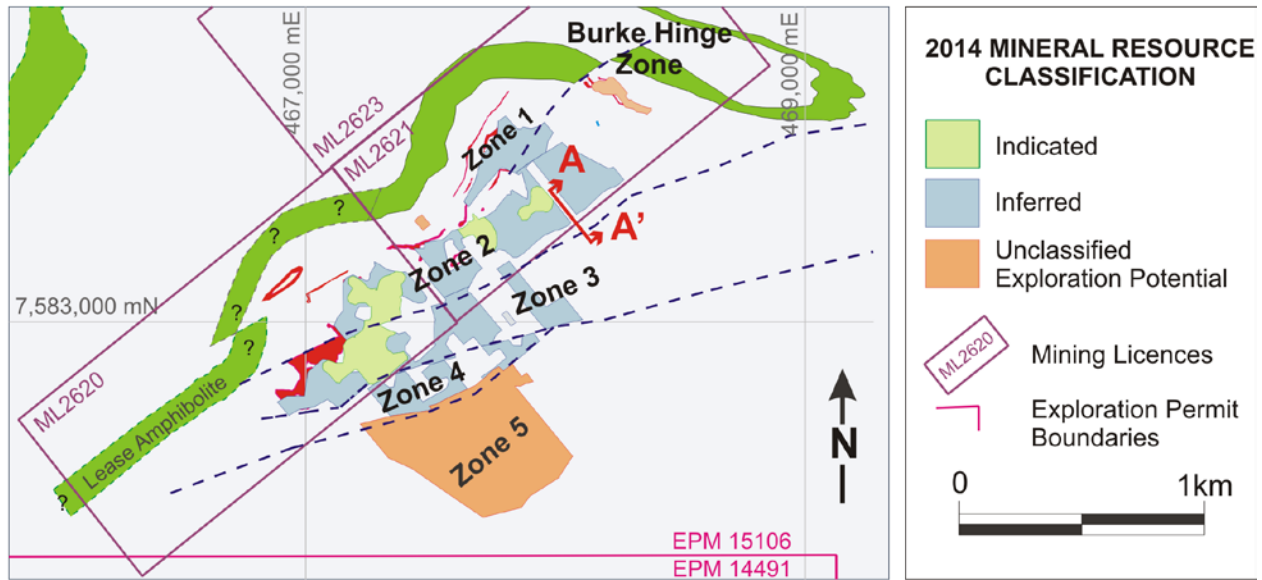 Burke Hinge
Zone
467,000 mE
469,000 mE
ML2623
ML2621
Zone 1
A
A'
?
Zone 2
?
Zone 3
7,583,000 mN
?
?
Zone 4
ML2620
Lease Amphibolite
Zone 5
?
N
EPM 15106
EPM 14491
2014 MINERAL RESOURCE
CLASSIFICATION
Indicated
Inferred
Unclassified
Exploration Potential
ML2620
Mining Licences
Exploration Permit
Boundaries
0
1km